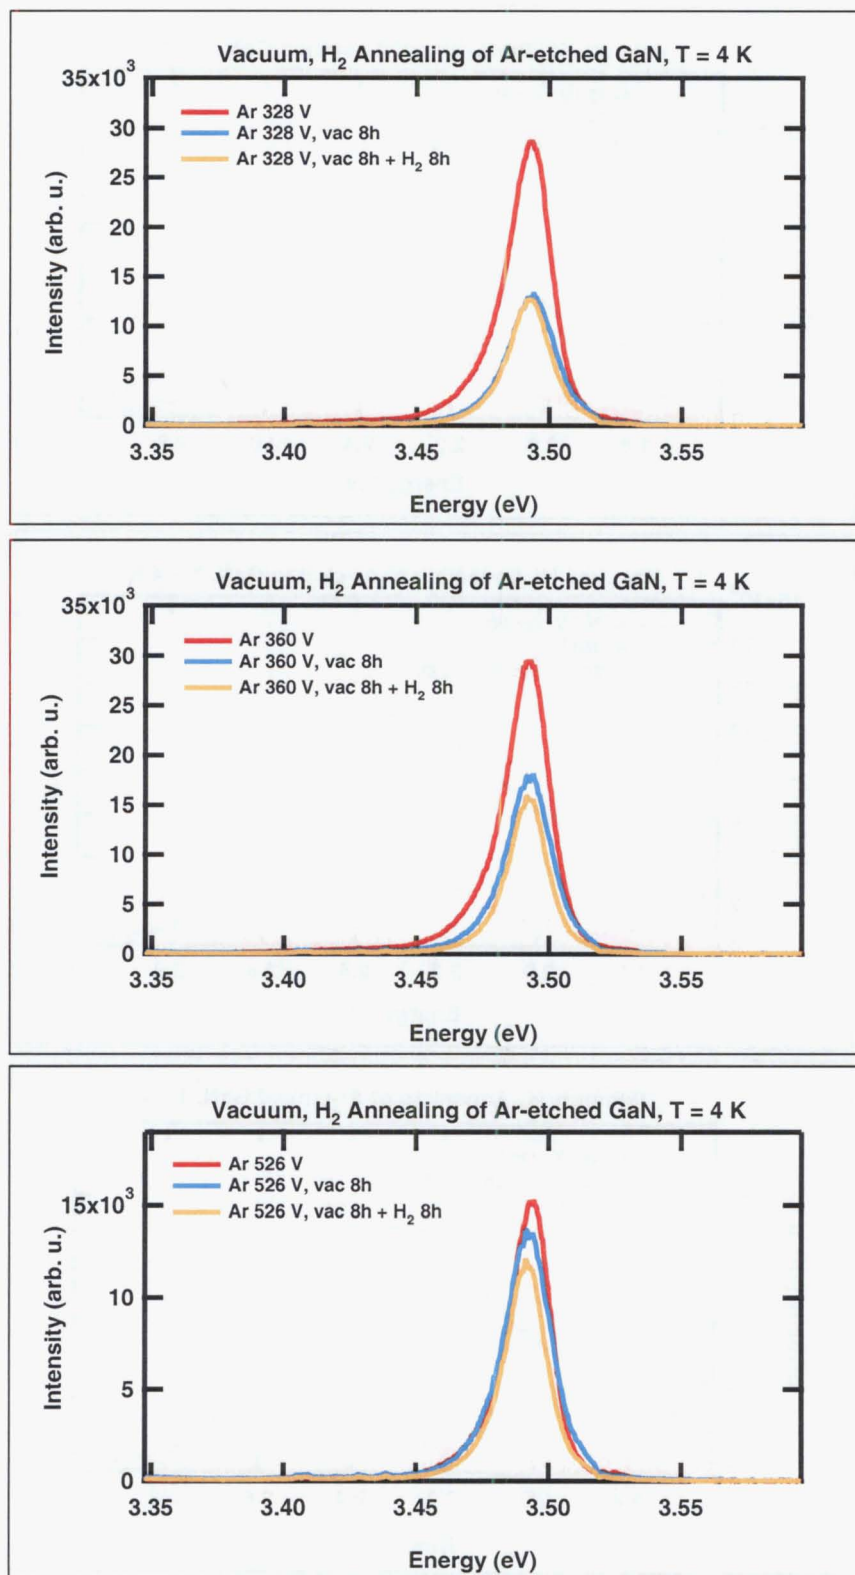 Vacuum, H₂ Annealing of Ar-etched GaN, T = 4 K
35x10³
Ar 328 V
Ar 328 V, vac 8h
Ar 328 V, vac 8h + H₂ 8h
30
25
20
15
10
5
0
Intensity (arb. u.)
3.35 3.40 3.45 3.50 3.55
Energy (eV)
Vacuum, H₂ Annealing of Ar-etched GaN, T = 4 K
35x10³
Ar 360 V
Ar 360 V, vac 8h
Ar 360 V, vac 8h + H₂ 8h
30
25
20
15
10
5
0
Intensity (arb. u.)
3.35 3.40 3.45 3.50 3.55
Energy (eV)
Vacuum, H₂ Annealing of Ar-etched GaN, T = 4 K
Ar 526 V
Ar 526 V, vac 8h
Ar 526 V, vac 8h + H₂ 8h
15x10³
10
5
0
Intensity (arb. u.)
3.35 3.40 3.45 3.50 3.55
Energy (eV)